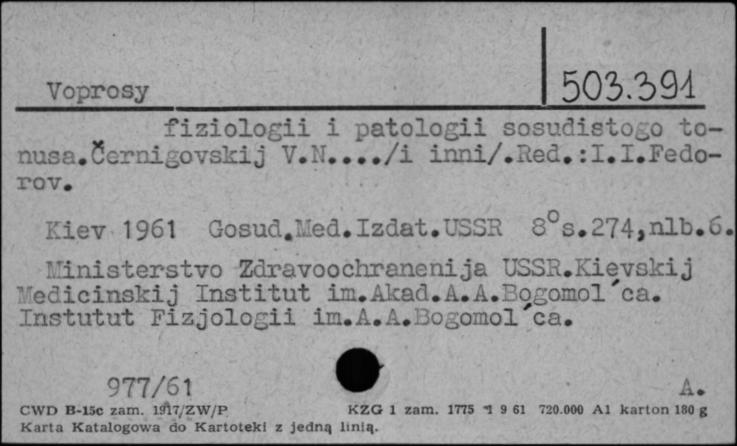 Voprosy 503.391
fiziologii i patologii sosudistogo to-
nusa.Černigovskij V.N..../i inni/.Red.:I.I.Fedo-
rov.
Kiev 1961 Gosud.Med.Izdat.USSR 8°s.274,nlb.6.
Ministerstvo Zdravoochranenija USSR.Kievskij
Medicinskij Institut im.Akad.A.A.Bogomol´ca.
Instutut Fizjologii im.A.A.Bogomol´ca.
977/61 A.
CWD B-15c zam. 1917/ZW/P KZG 1 zam. 1775 1 9 61 720.000 A1 karton 180 g
Karta Katalogowa do Kartoteki z jedną linią.